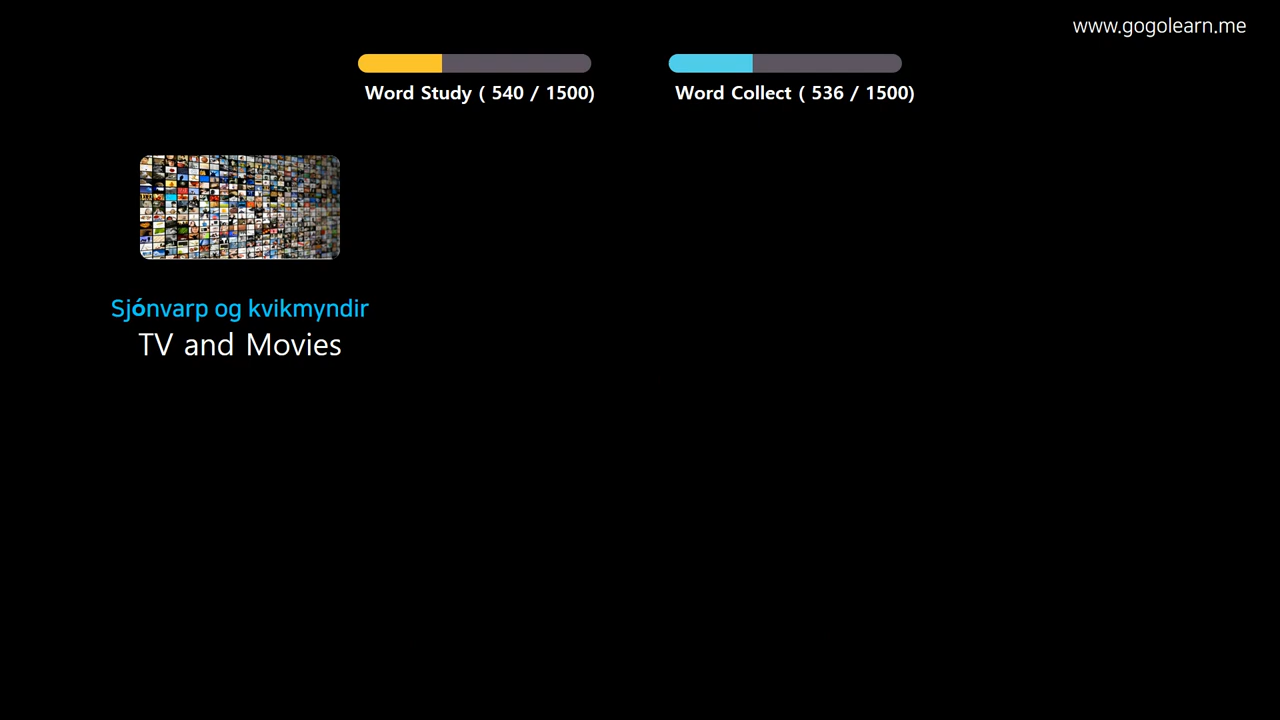 www.gogolearn.me
Word Study ( 540 / 1500)
Word Collect ( 536 / 1500)
Sjónvarp og kvikmyndir
TV and Movies